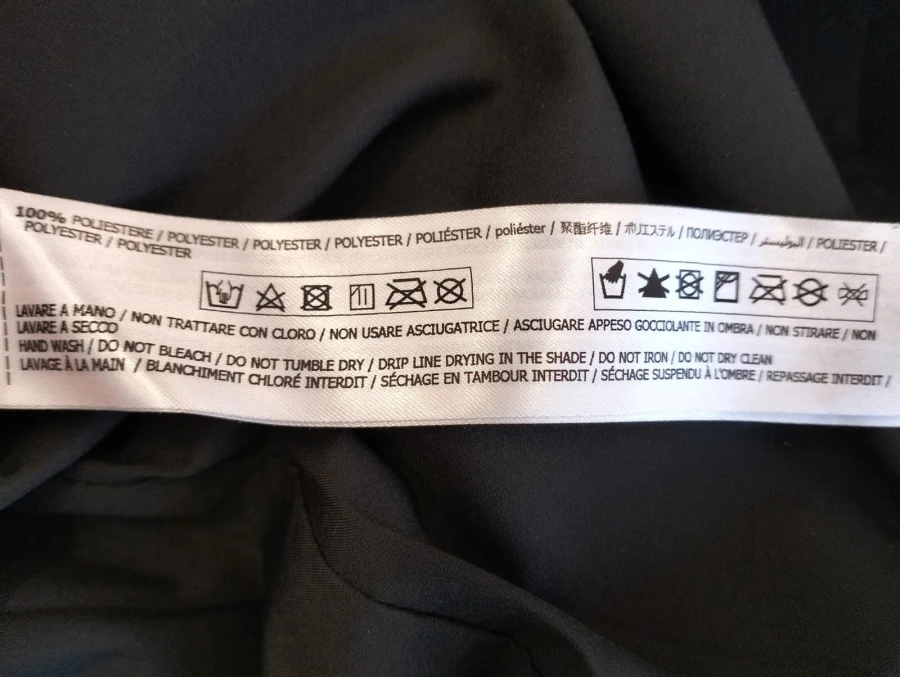 100% POLIESTERE / POLYESTER / POLYESTER / POLYESTER / POLIÉSTER / poliéster / 聚酯纤维 / ポリエステル / ПОЛИЭСТЕР / البوليستر / POLIESTER /
POLYESTER / POLYESTER
LAVARE A MANO / NON TRATTARE CON CLORO / NON USARE ASCIUGATRICE / ASCIUGARE APPESO GOCCIOLANTE IN OMBRA / NON STIRARE / NON
LAVARE A SECCO
HAND WASH / DO NOT BLEACH / DO NOT TUMBLE DRY / DRIP LINE DRYING IN THE SHADE / DO NOT IRON / DO NOT DRY CLEAN
LAVAGE À LA MAIN / BLANCHIMENT CHLORÉ INTERDIT / SÉCHAGE EN TAMBOUR INTERDIT / SÉCHAGE SUSPENDU À L'OMBRE / REPASSAGE INTERDIT /